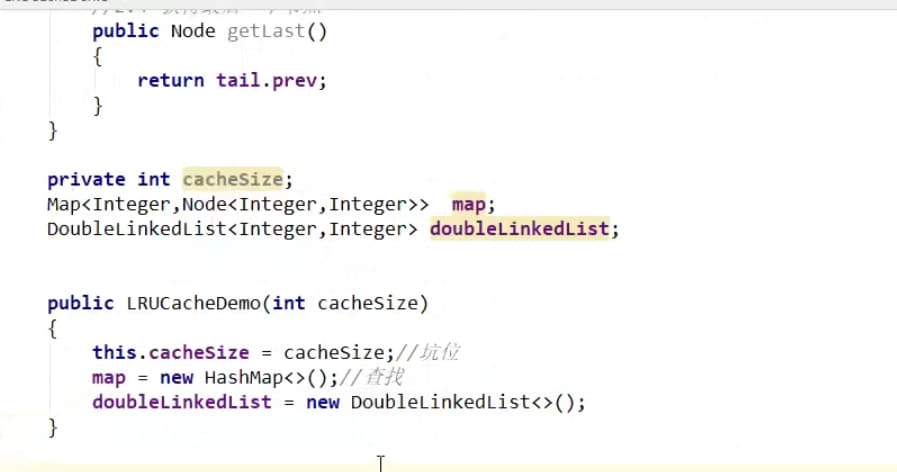 public Node getLast()
{
return tail.prev;
}
}
private int cacheSize;
Map<Integer,Node<Integer,Integer>> map;
DoubleLinkedList<Integer,Integer> doubleLinkedList;
public LRUCacheDemo(int cacheSize)
{
this.cacheSize = cacheSize;//坑位
map = new HashMap<>();//查找
doubleLinkedList = new DoubleLinkedList<>();
}